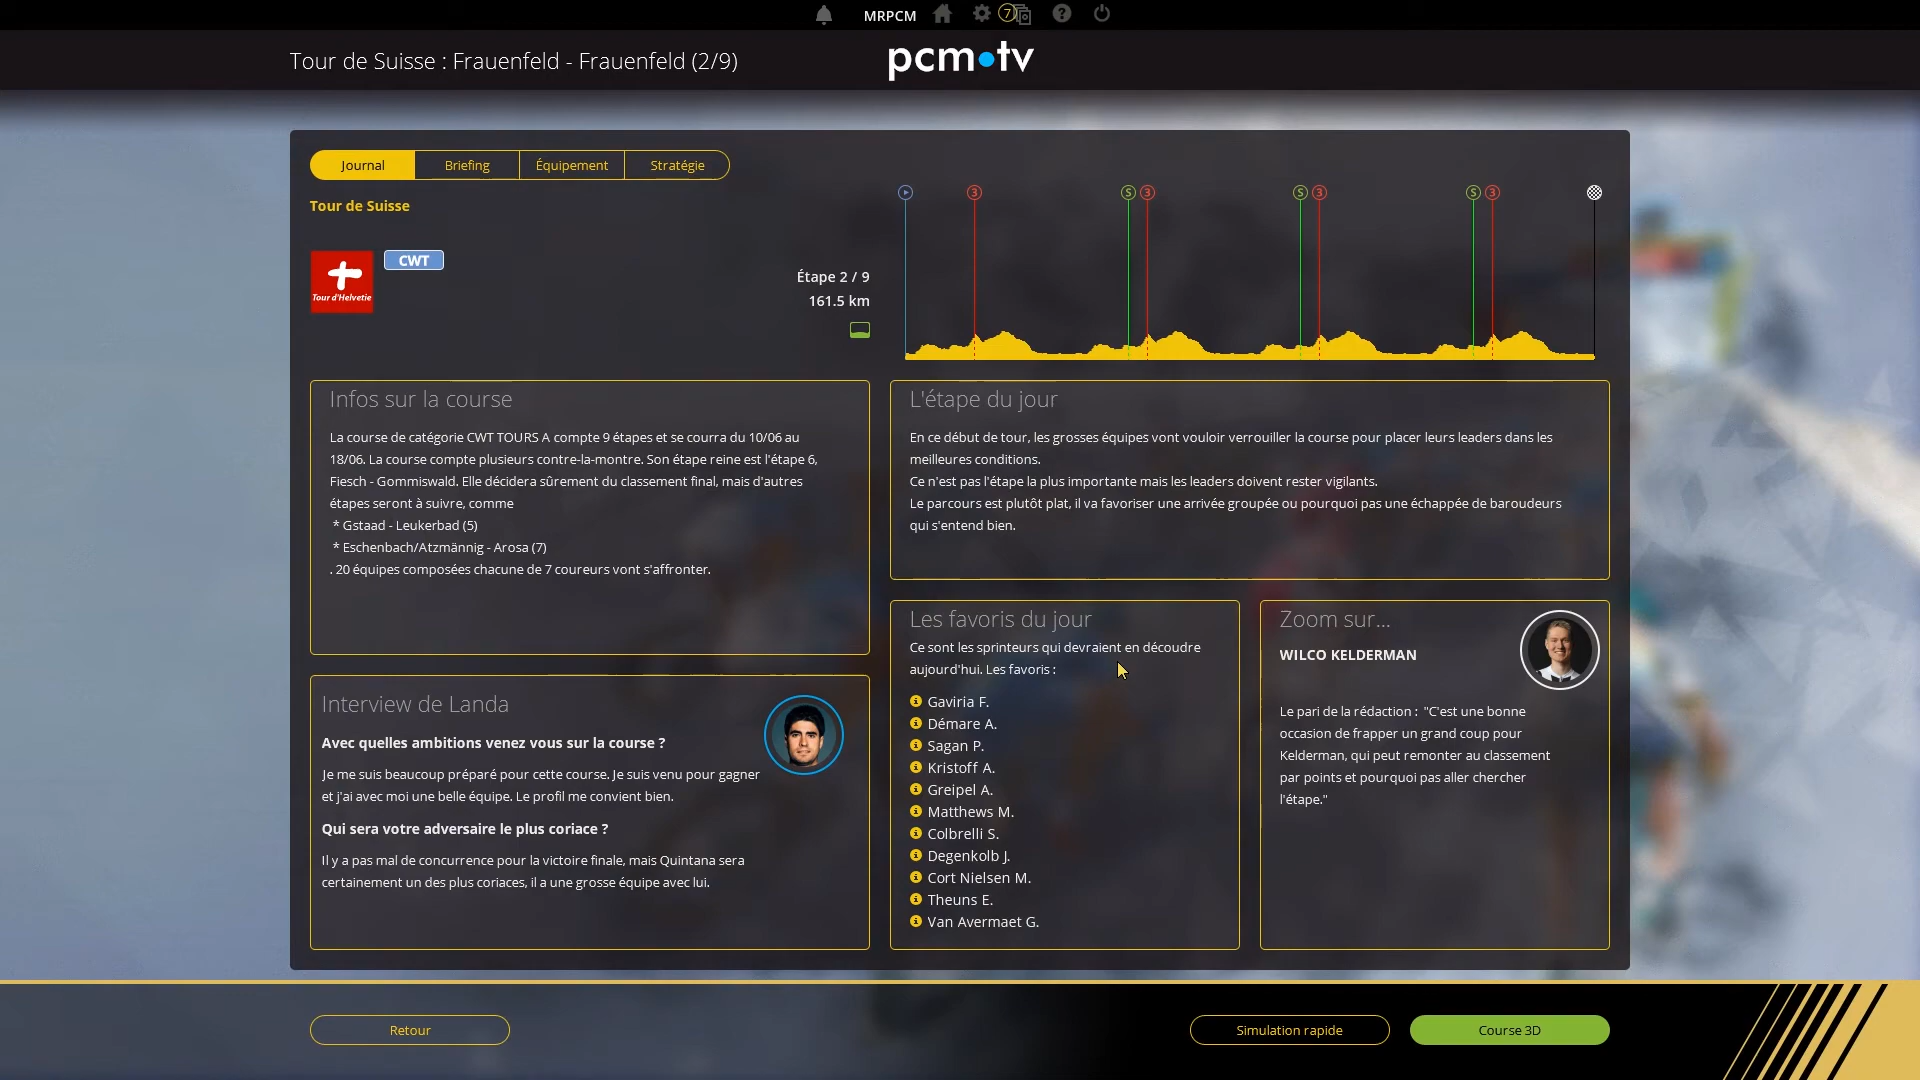 MRPCM
7
Tour de Suisse : Frauenfeld - Frauenfeld (2/9)
pcm•tv
Journal
Briefing
Équipement
Stratégie
Tour de Suisse
Tour d'Helvetie
CWT
Étape 2 / 9
161.5 km
3
S
3
S
3
S
3
Infos sur la course
La course de catégorie CWT TOURS A compte 9 étapes et se courra du 10/06 au
18/06. La course compte plusieurs contre-la-montre. Son étape reine est l'étape 6,
Fiesch - Gommiswald. Elle décidera sûrement du classement final, mais d'autres
étapes seront à suivre, comme
* Gstaad - Leukerbad (5)
* Eschenbach/Atzmännig - Arosa (7)
. 20 équipes composées chacune de 7 coureurs vont s'affronter.
L'étape du jour
En ce début de tour, les grosses équipes vont vouloir verrouiller la course pour placer leurs leaders dans les
meilleures conditions.
Ce n'est pas l'étape la plus importante mais les leaders doivent rester vigilants.
Le parcours est plutôt plat, il va favoriser une arrivée groupée ou pourquoi pas une échappée de baroudeurs
qui s'entend bien.
Interview de Landa
Avec quelles ambitions venez vous sur la course ?
Je me suis beaucoup préparé pour cette course. Je suis venu pour gagner
et j'ai avec moi une belle équipe. Le profil me convient bien.
Qui sera votre adversaire le plus coriace ?
Il y a pas mal de concurrence pour la victoire finale, mais Quintana sera
certainement un des plus coriaces, il a une grosse équipe avec lui.
Les favoris du jour
Ce sont les sprinteurs qui devraient en découdre
aujourd'hui. Les favoris :
Gaviria F.
Démare A.
Sagan P.
Kristoff A.
Greipel A.
Matthews M.
Colbrelli S.
Degenkolb J.
Cort Nielsen M.
Theuns E.
Van Avermaet G.
Zoom sur...
WILCO KELDERMAN
Le pari de la rédaction : "C'est une bonne
occasion de frapper un grand coup pour
Kelderman, qui peut remonter au classement
par points et pourquoi pas aller chercher
l'étape."
Retour
Simulation rapide
Course 3D